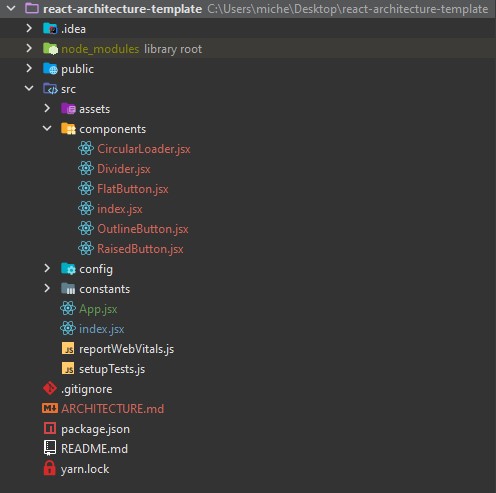 react-architecture-template C:\Users\miche\Desktop\react-architecture-template
.idea
node_modules library root
public
src
assets
components
CircularLoader.jsx
Divider.jsx
FlatButton.jsx
index.jsx
OutlineButton.jsx
RaisedButton.jsx
config
constants
App.jsx
index.jsx
JS reportWebVitals.js
JS setupTests.js
.gitignore
ARCHITECTURE.md
package.json
README.md
yarn.lock